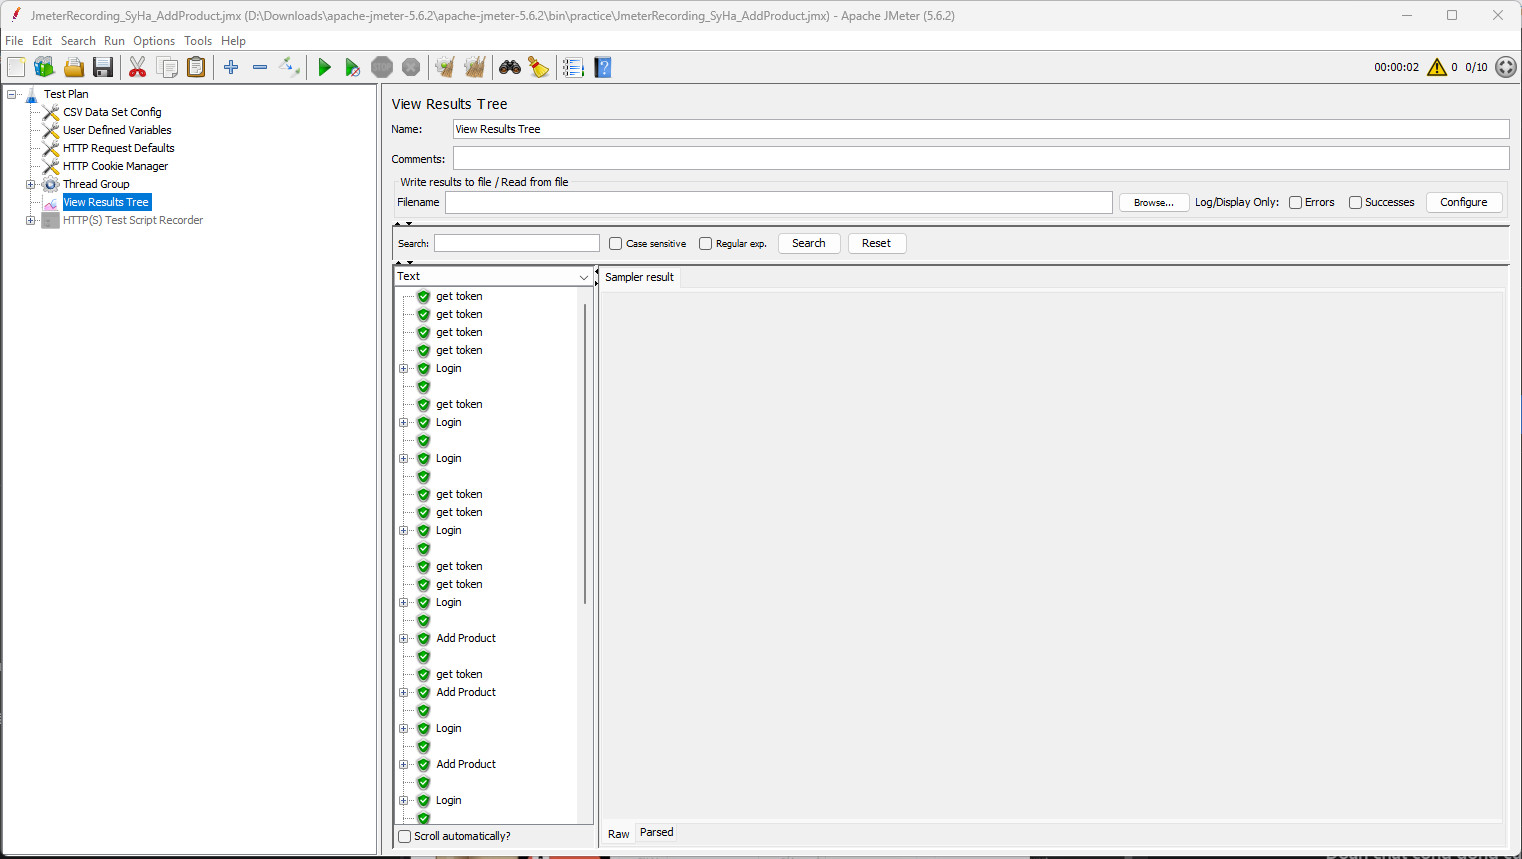 JmeterRecording_SyHa_AddProduct.jmx (D:\Downloads\apache-jmeter-5.6.2\apache-jmeter-5.6.2\bin\practice\JmeterRecording_SyHa_AddProduct.jmx) - Apache JMeter (5.6.2)
File Edit Search Run Options Tools Help
STOP
?
00:00:02 0 0/10
Test Plan
CSV Data Set Config
User Defined Variables
HTTP Request Defaults
HTTP Cookie Manager
Thread Group
View Results Tree
HTTP(S) Test Script Recorder
View Results Tree
Name: View Results Tree
Comments:
Write results to file / Read from file
Filename Browse... Log/Display Only: Errors Successes Configure
Search: Case sensitive Regular exp. Search Reset
Text
Sampler result
get token
get token
get token
get token
Login
get token
Login
Login
get token
get token
Login
get token
get token
Login
Add Product
get token
Add Product
Login
Add Product
Login
Scroll automatically?
Raw Parsed